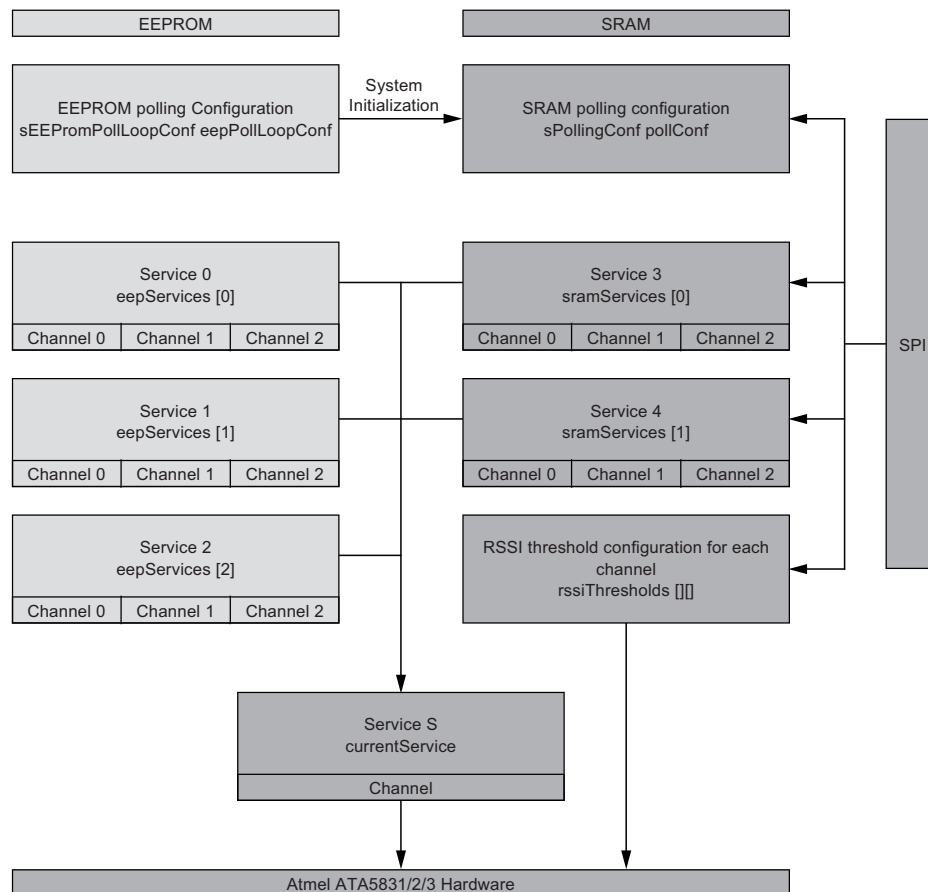 EEPROM
SRAM
EEPROM polling Configuration
sEEPromPollLoopConf eepPollLoopConf
System
Initialization
SRAM polling configuration
sPollingConf pollConf
Service 0
eepServices [0]
Channel 0 Channel 1 Channel 2
Service 3
sramServices [0]
Channel 0 Channel 1 Channel 2
SPI
Service 1
eepServices [1]
Channel 0 Channel 1 Channel 2
Service 4
sramServices [1]
Channel 0 Channel 1 Channel 2
Service 2
eepServices [2]
Channel 0 Channel 1 Channel 2
RSSI threshold configuration for each
channel
rssiThresholds [][]
Service S
currentService
Channel
Atmel ATA5831/2/3 Hardware